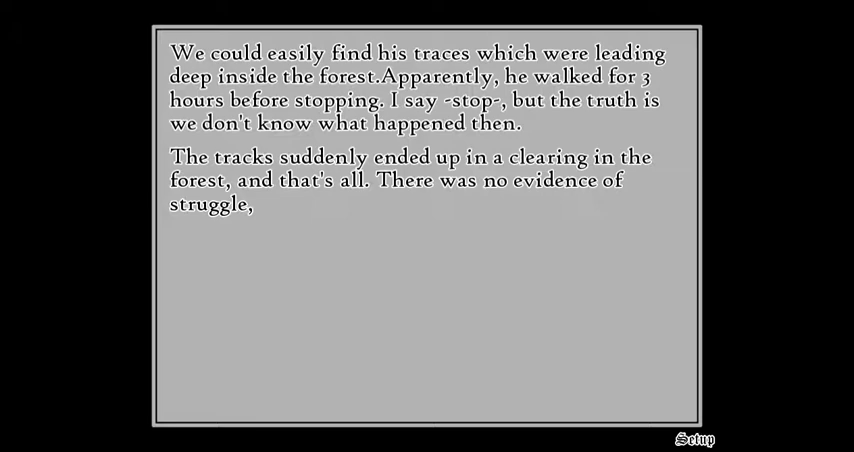 We could easily find his traces which were leading
deep inside the forest.Apparently, he walked for 3
hours before stopping. I say -stop-, but the truth is
we don't know what happened then.
The tracks suddenly ended up in a clearing in the
forest, and that's all. There was no evidence of
struggle,
Setup